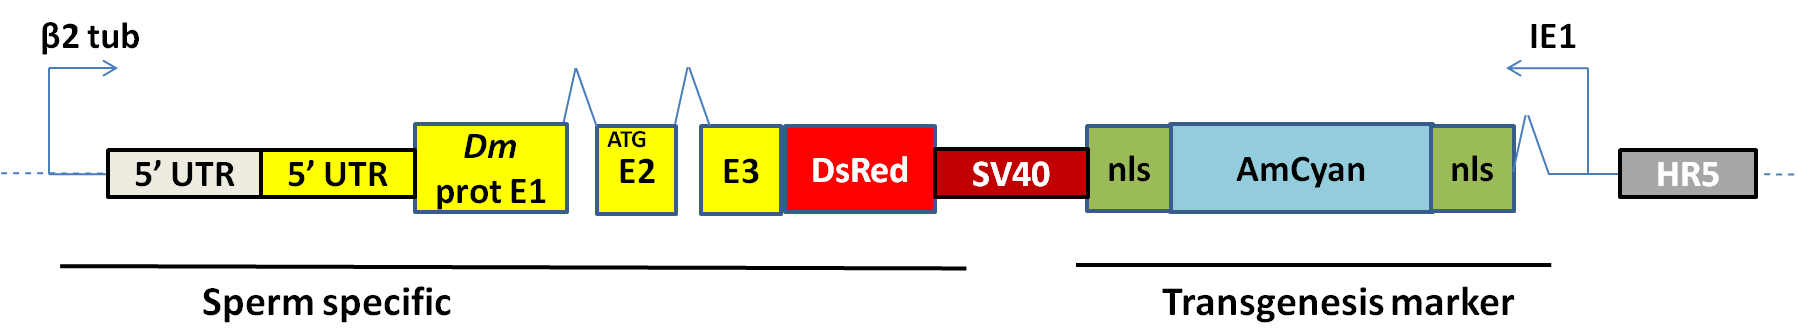 β2 tub
IE1
5’ UTR
5’ UTR
Dm
prot E1
ATG
E2
E3
DsRed
SV40
nls
AmCyan
nls
HR5
Sperm specific
Transgenesis marker